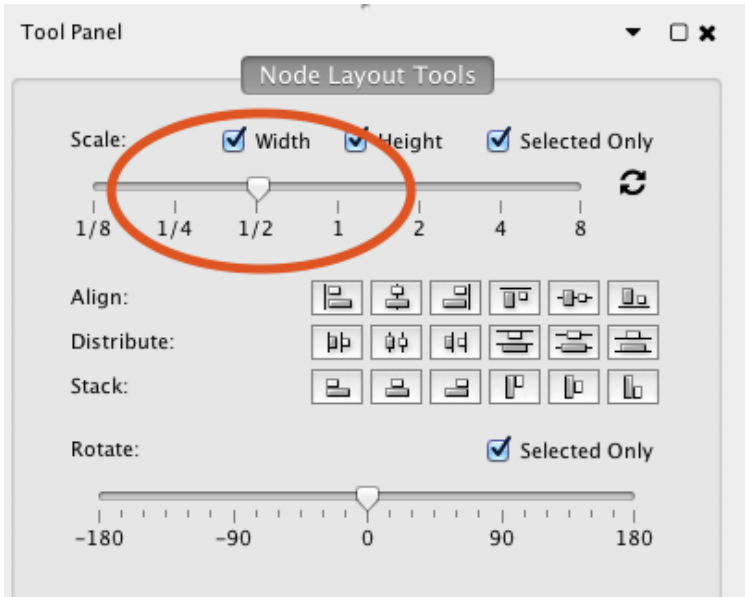 Tool Panel
Node Layout Tools
Scale: Width Height Selected Only
1/8 1/4 1/2 1 2 4 8
Align:
Distribute:
Stack:
Rotate: Selected Only
-180 -90 0 90 180